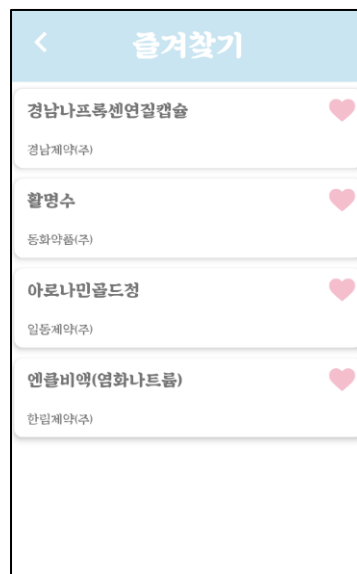 즐겨찾기
경남나프록센연질캡슐
경남제약(주)
활명수
동화약품(주)
아로나민골드정
일동제약(주)
엔클비액(염화나트륨)
한림제약(주)